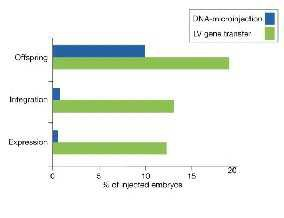 DNA-microinjection
LV gene transfer
Offspring
Integration
Expression
0 5 10 15 20
% of injected embryos